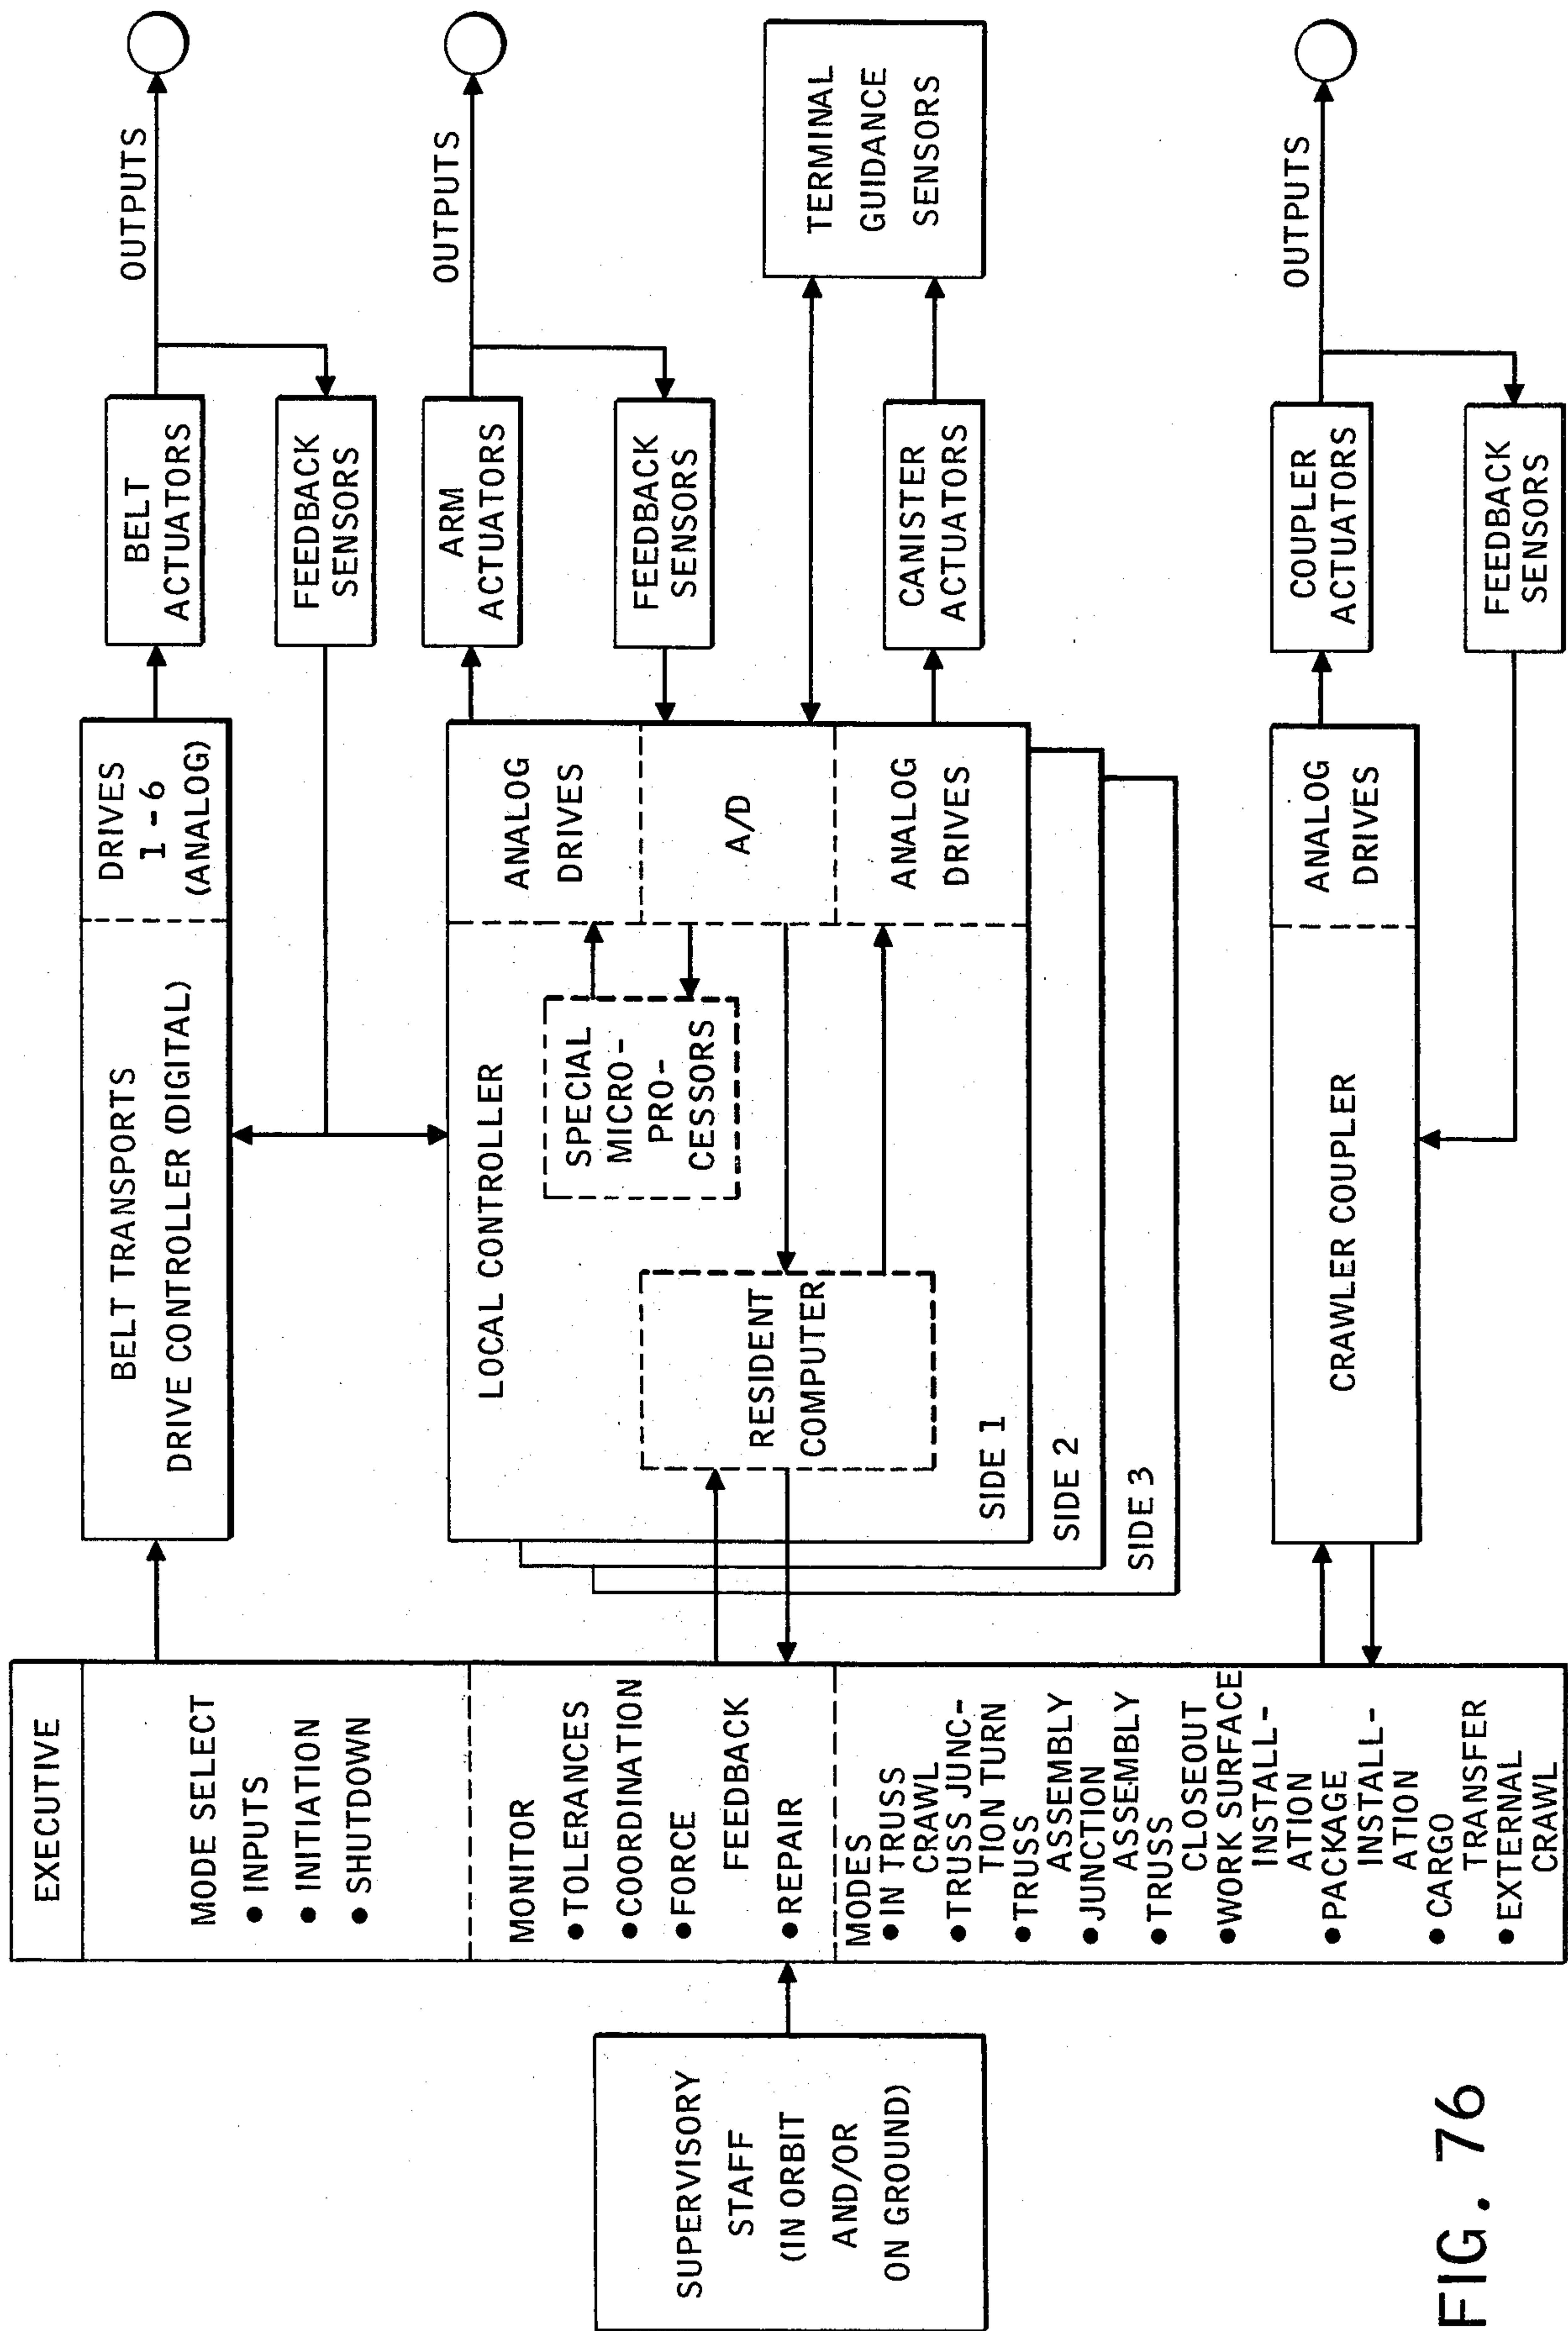 SUPERVISORY
STAFF
(IN ORBIT
AND/OR
ON GROUND)
EXECUTIVE
MODE SELECT
• INPUTS
• INITIATION
• SHUTDOWN
MONITOR
• TOLERANCES
• COORDINATION
• FORCE
FEEDBACK
• REPAIR
MODES
• IN TRUSS
CRAWL
• TRUSS JUNC-
TION TURN
• TRUSS
ASSEMBLY
• JUNCTION
ASSEMBLY
• TRUSS
CLOSEOUT
• WORK SURFACE
INSTALL-
ATION
• PACKAGE
INSTALL-
ATION
• CARGO
TRANSFER
• EXTERNAL
CRAWL
BELT TRANSPORTS
DRIVE CONTROLLER (DIGITAL)
DRIVES
1 - 6
(ANALOG)
BELT
ACTUATORS
OUTPUTS
FEEDBACK
SENSORS
LOCAL CONTROLLER
RESIDENT
COMPUTER
SPECIAL
MICRO-
PRO-
CESSORS
ANALOG
DRIVES
A/D
ANALOG
DRIVES
SIDE 1
SIDE 2
SIDE 3
ARM
ACTUATORS
OUTPUTS
FEEDBACK
SENSORS
TERMINAL
GUIDANCE
SENSORS
CANISTER
ACTUATORS
CRAWLER COUPLER
ANALOG
DRIVES
COUPLER
ACTUATORS
OUTPUTS
FEEDBACK
SENSORS
FIG. 76